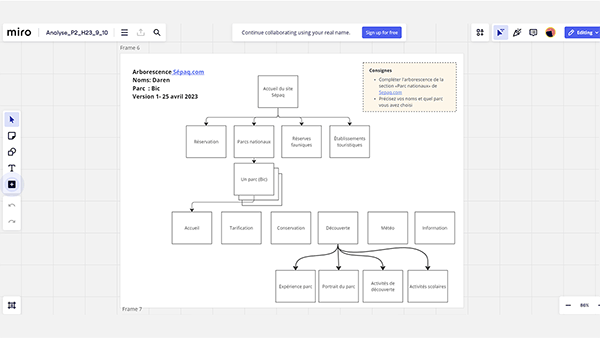 miro
Analyse_P2_H23_9_10
Continue collaborating using your real name.
Sign up for free
Editing
Frame 6
Arborescence Sépaq.com
Noms: Daren
Parc : Bic
Version 1- 25 avril 2023
Consignes
Compléter l'arborescence de la
section «Parc nationaux» de
Sepaq.com
Précisez vos noms et quel parc
vous avez choisi
Accueil du site
Sépaq
Réservation
Parcs nationaux
Réserves
fauniques
Établissements
touristiques
Un parc (Bic)
Accueil
Tarification
Conservation
Découverte
Météo
Information
Expérience parc
Portrait du parc
Activités de
découverte
Activités scolaires
Frame 7
86%